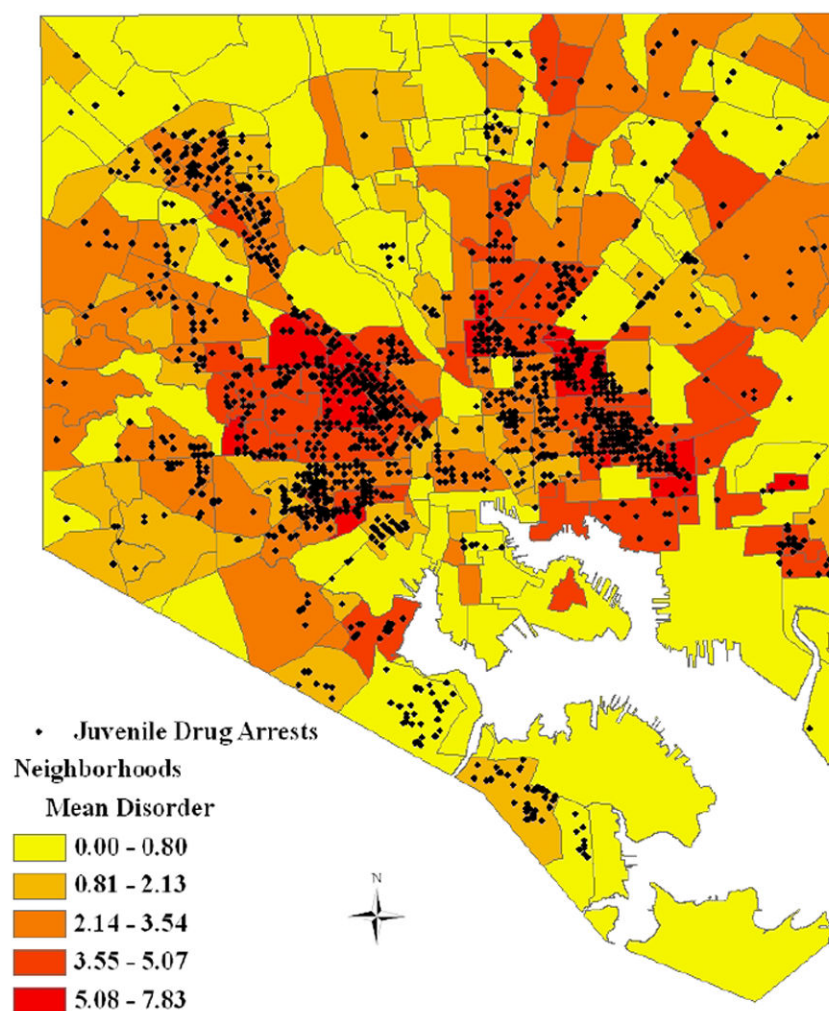 Juvenile Drug Arrests
Neighborhoods
Mean Disorder
0.00 - 0.80
0.81 - 2.13
2.14 - 3.54
3.55 - 5.07
5.08 - 7.83
N